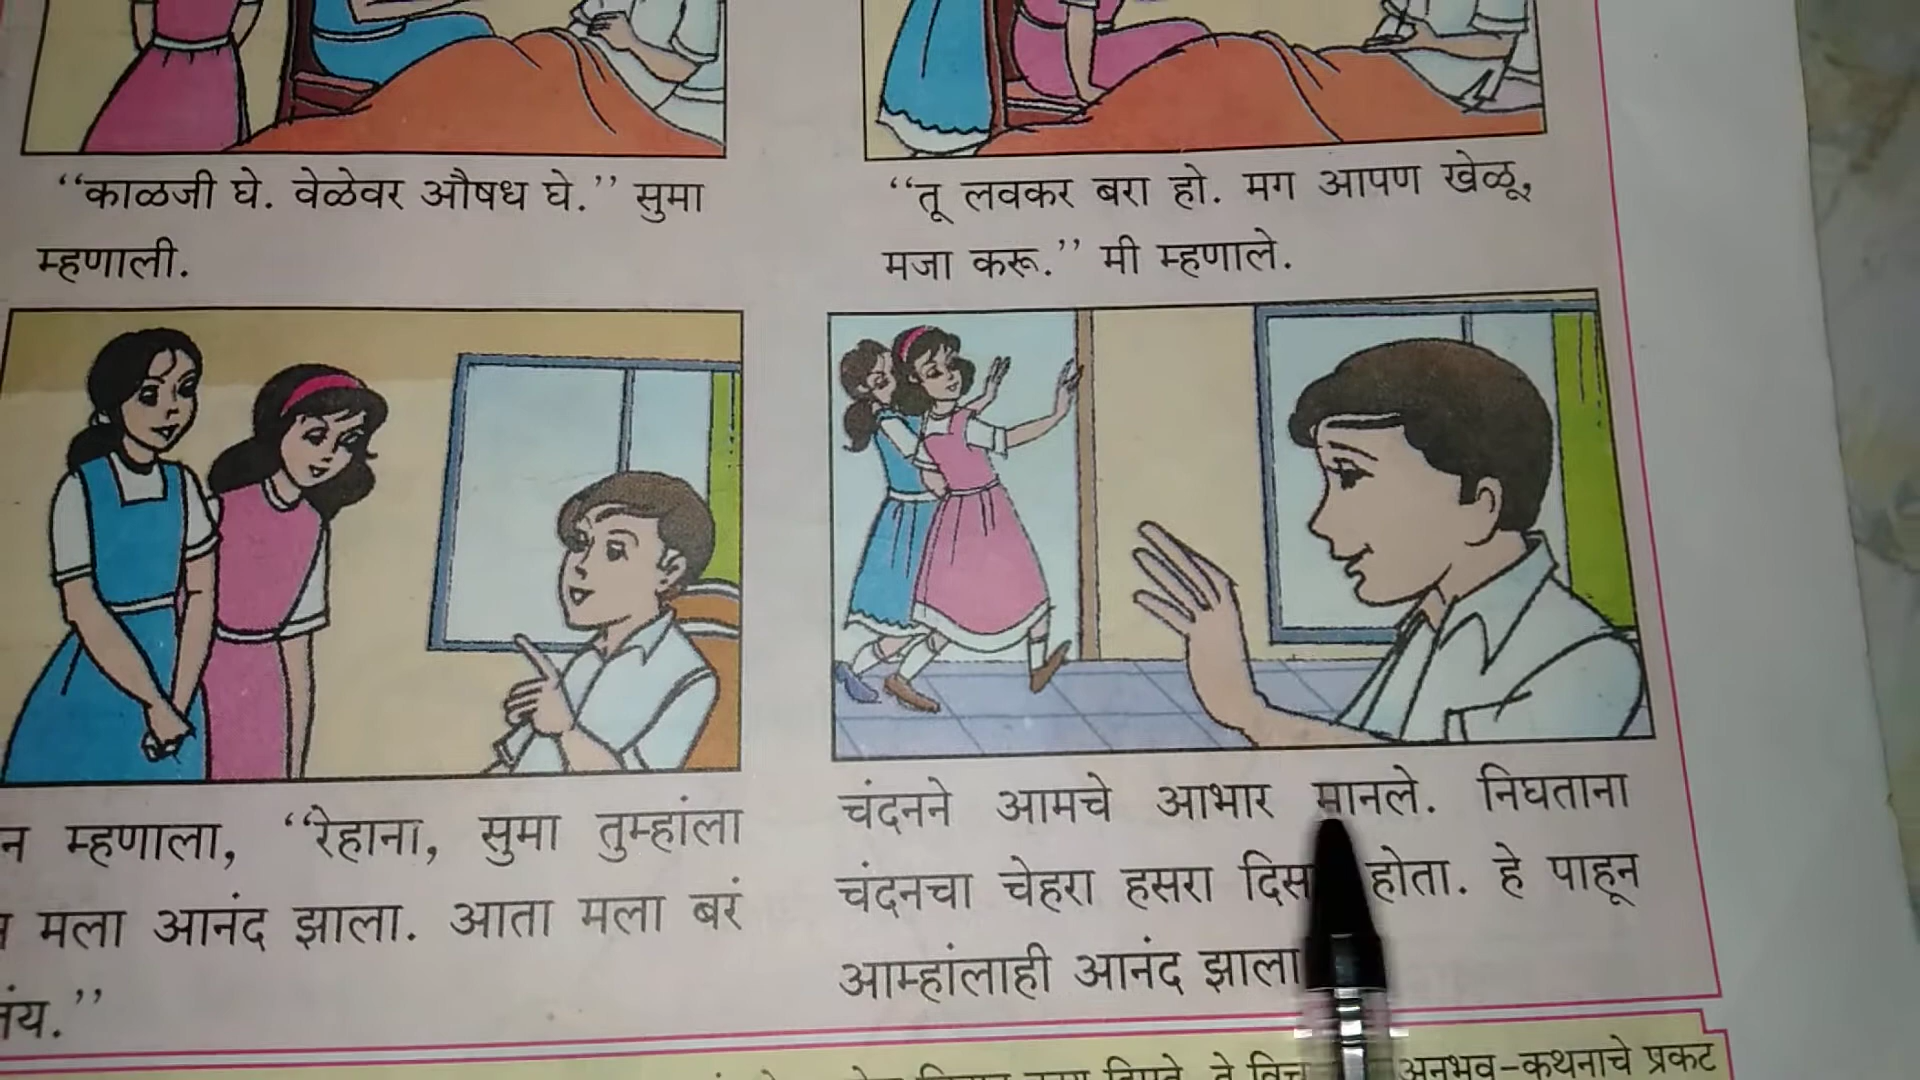 “काळजी घे. वेळेवर औषध घे.” सुमा
म्हणाली.
“तू लवकर बरा हो. मग आपण खेळू,
मजा करू.” मी म्हणाले.
म्हणाला, “रेहाना, सुमा तुम्हांला
मला आनंद झाला. आता मला बरं
चंदनने आमचे आभार मानले. निघताना
चंदनचा चेहरा हसरा होता. हे पाहून
आम्हांलाही आनंद झाला
अनुभव-कथनाचे प्रकट